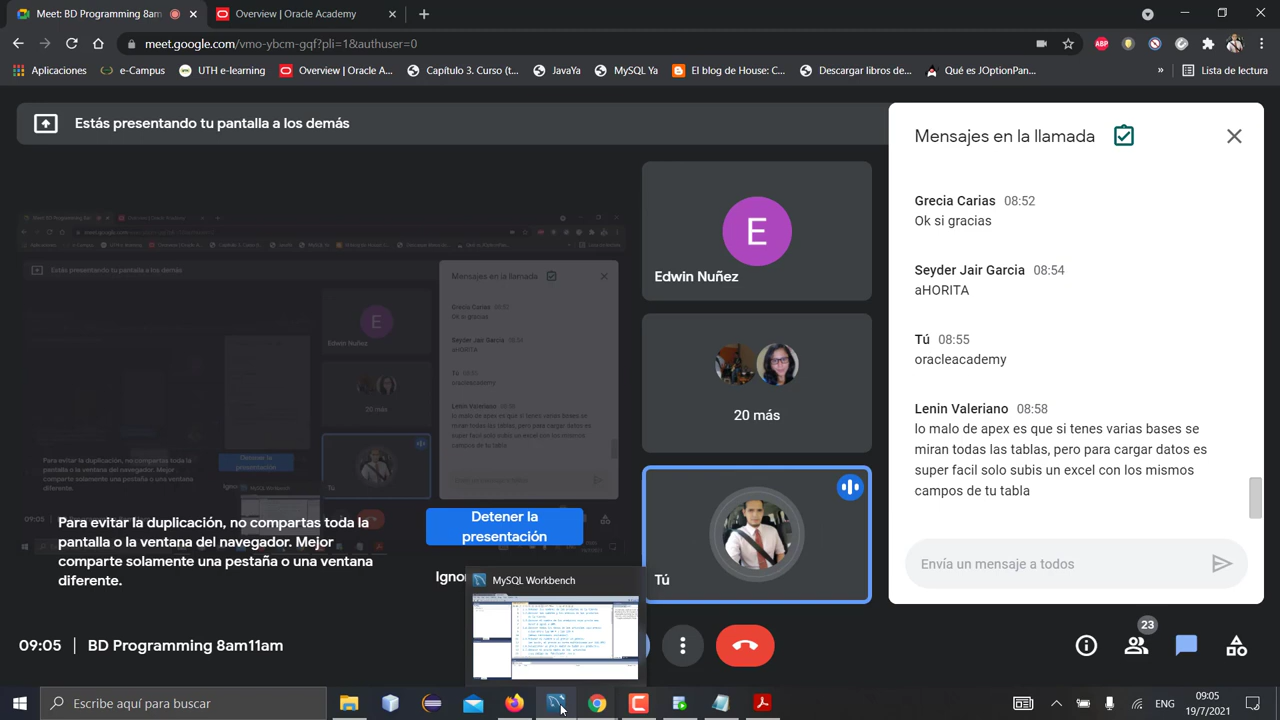 Meet: BD Programming 8am
Overview | Oracle Academy
meet.google.com/vmo-ybcm-gqf?pli=1&authuser=0
Aplicaciones
e-Campus
UTH e-learning
Overview | Oracle A...
Capítulo 3. Curso (t...
JavaYa
MySQL Ya
El blog de House: C...
Descargar libros de...
Qué es JOptionPan...
»
Lista de lectura
Estás presentando tu pantalla a los demás
Mensajes en la llamada
Grecia Carias 08:52
Ok si gracias
Seyder Jair Garcia 08:54
aHORITA
Tú 08:55
oracleacademy
Lenin Valeriano 08:58
lo malo de apex es que si tenes varias bases se
miran todas las tablas, pero para cargar datos es
super facil solo subis un excel con los mismos
campos de tu tabla
Envía un mensaje a todos
E
Edwin Nuñez
20 más
Tú
Para evitar la duplicación, no compartas toda la
pantalla o la ventana del navegador. Mejor
comparte solamente una pestaña o una ventana
diferente.
Detener la
presentación
MySQL Workbench
23
Escribe aquí para bus
ENG
09:05
19/7/2021